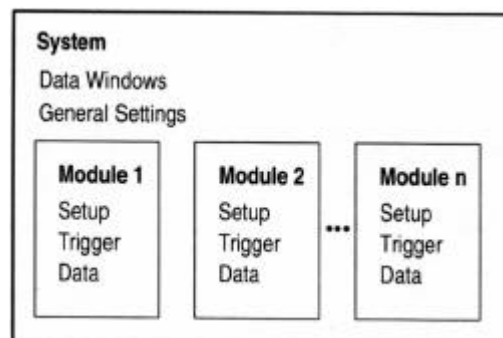 System
Data Windows
General Settings
Module 1
Setup
Trigger
Data
Module 2
Setup
Trigger
Data
...
Module n
Setup
Trigger
Data